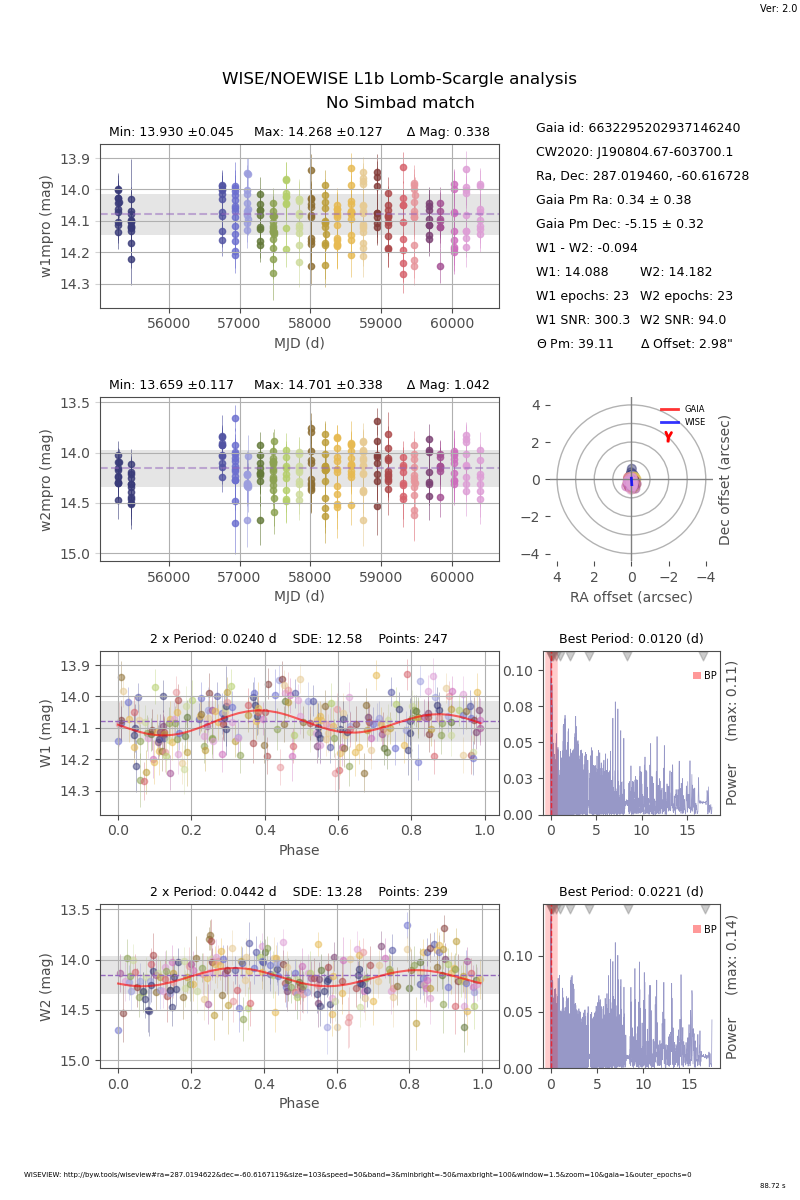 Ver: 2.0
WISE/NOEWISE L1b Lomb-Scargle analysis
No Simbad match
Min: 13.930 ±0.045 Max: 14.268 ±0.127 Δ Mag: 0.338
13.9
14.0
14.1
14.2
14.3
w1mpro (mag)
56000 57000 58000 59000 60000
MJD (d)
Gaia id: 6632295202937146240
CW2020: J190804.67-603700.1
Ra, Dec: 287.019460, -60.616728
Gaia Pm Ra: 0.34 ± 0.38
Gaia Pm Dec: -5.15 ± 0.32
W1 - W2: -0.094
W1: 14.088 W2: 14.182
W1 epochs: 23 W2 epochs: 23
W1 SNR: 300.3 W2 SNR: 94.0
Θ Pm: 39.11 Δ Offset: 2.98"
Min: 13.659 ±0.117 Max: 14.701 ±0.338 Δ Mag: 1.042
13.5
14.0
14.5
15.0
w2mpro (mag)
56000 57000 58000 59000 60000
MJD (d)
GAIA
WISE
4
2
0
−2
−4
4 2 0 −2 −4
RA offset (arcsec)
Dec offset (arcsec)
2 x Period: 0.0240 d SDE: 12.58 Points: 247
13.9
14.0
14.1
14.2
14.3
W1 (mag)
0.0 0.2 0.4 0.6 0.8 1.0
Phase
Best Period: 0.0120 (d)
BP
0.10
0.08
0.05
0.03
0.00
0 5 10 15
Power (max: 0.11)
2 x Period: 0.0442 d SDE: 13.28 Points: 239
13.5
14.0
14.5
15.0
W2 (mag)
0.0 0.2 0.4 0.6 0.8 1.0
Phase
Best Period: 0.0221 (d)
BP
0.10
0.05
0.00
0 5 10 15
Power (max: 0.14)
WISEVIEW: http://byw.tools/wiseview#ra=287.0194622&dec=-60.6167119&size=103&speed=50&band=3&minbright=-50&maxbright=100&window=1.5&zoom=10&gaia=1&outer_epochs=0
88.72 s